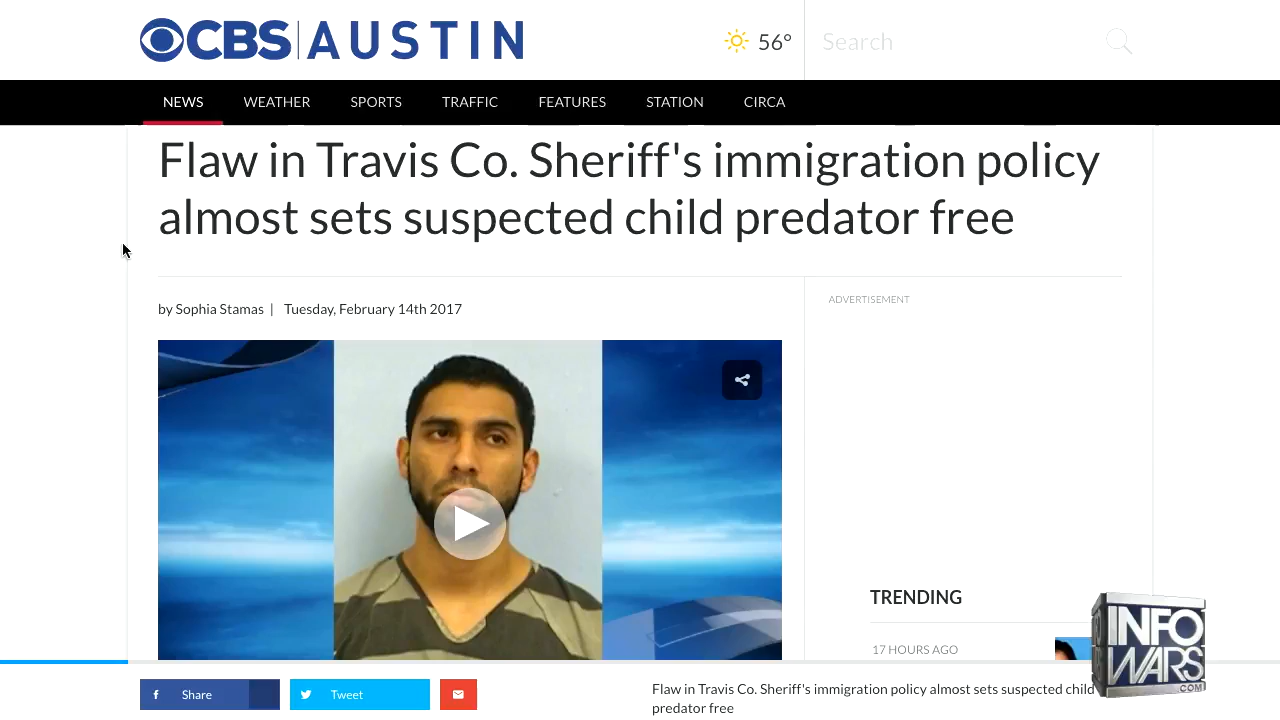 CBS AUSTIN
56°
Search
NEWS
WEATHER
SPORTS
TRAFFIC
FEATURES
STATION
CIRCA
Flaw in Travis Co. Sheriff's immigration policy
almost sets suspected child predator free
by Sophia Stamas | Tuesday, February 14th 2017
ADVERTISEMENT
TRENDING
17 HOURS AGO
INFO
WARS
.COM
Share
Tweet
Flaw in Travis Co. Sheriff's immigration policy almost sets suspected child
predator free